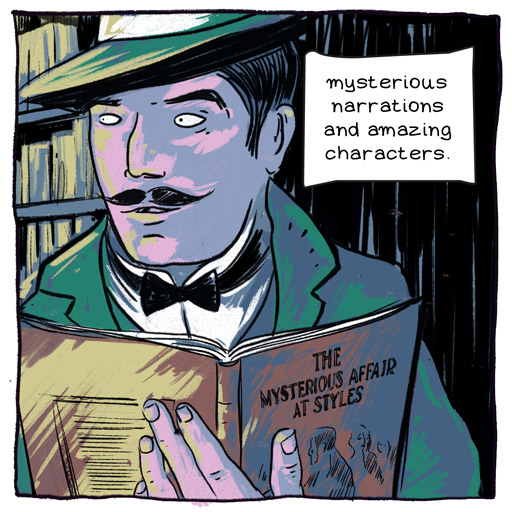 mysterious
narrations
and amazing
characters.
THE
MYSTERIOUS AFFAIR
AT STYLES